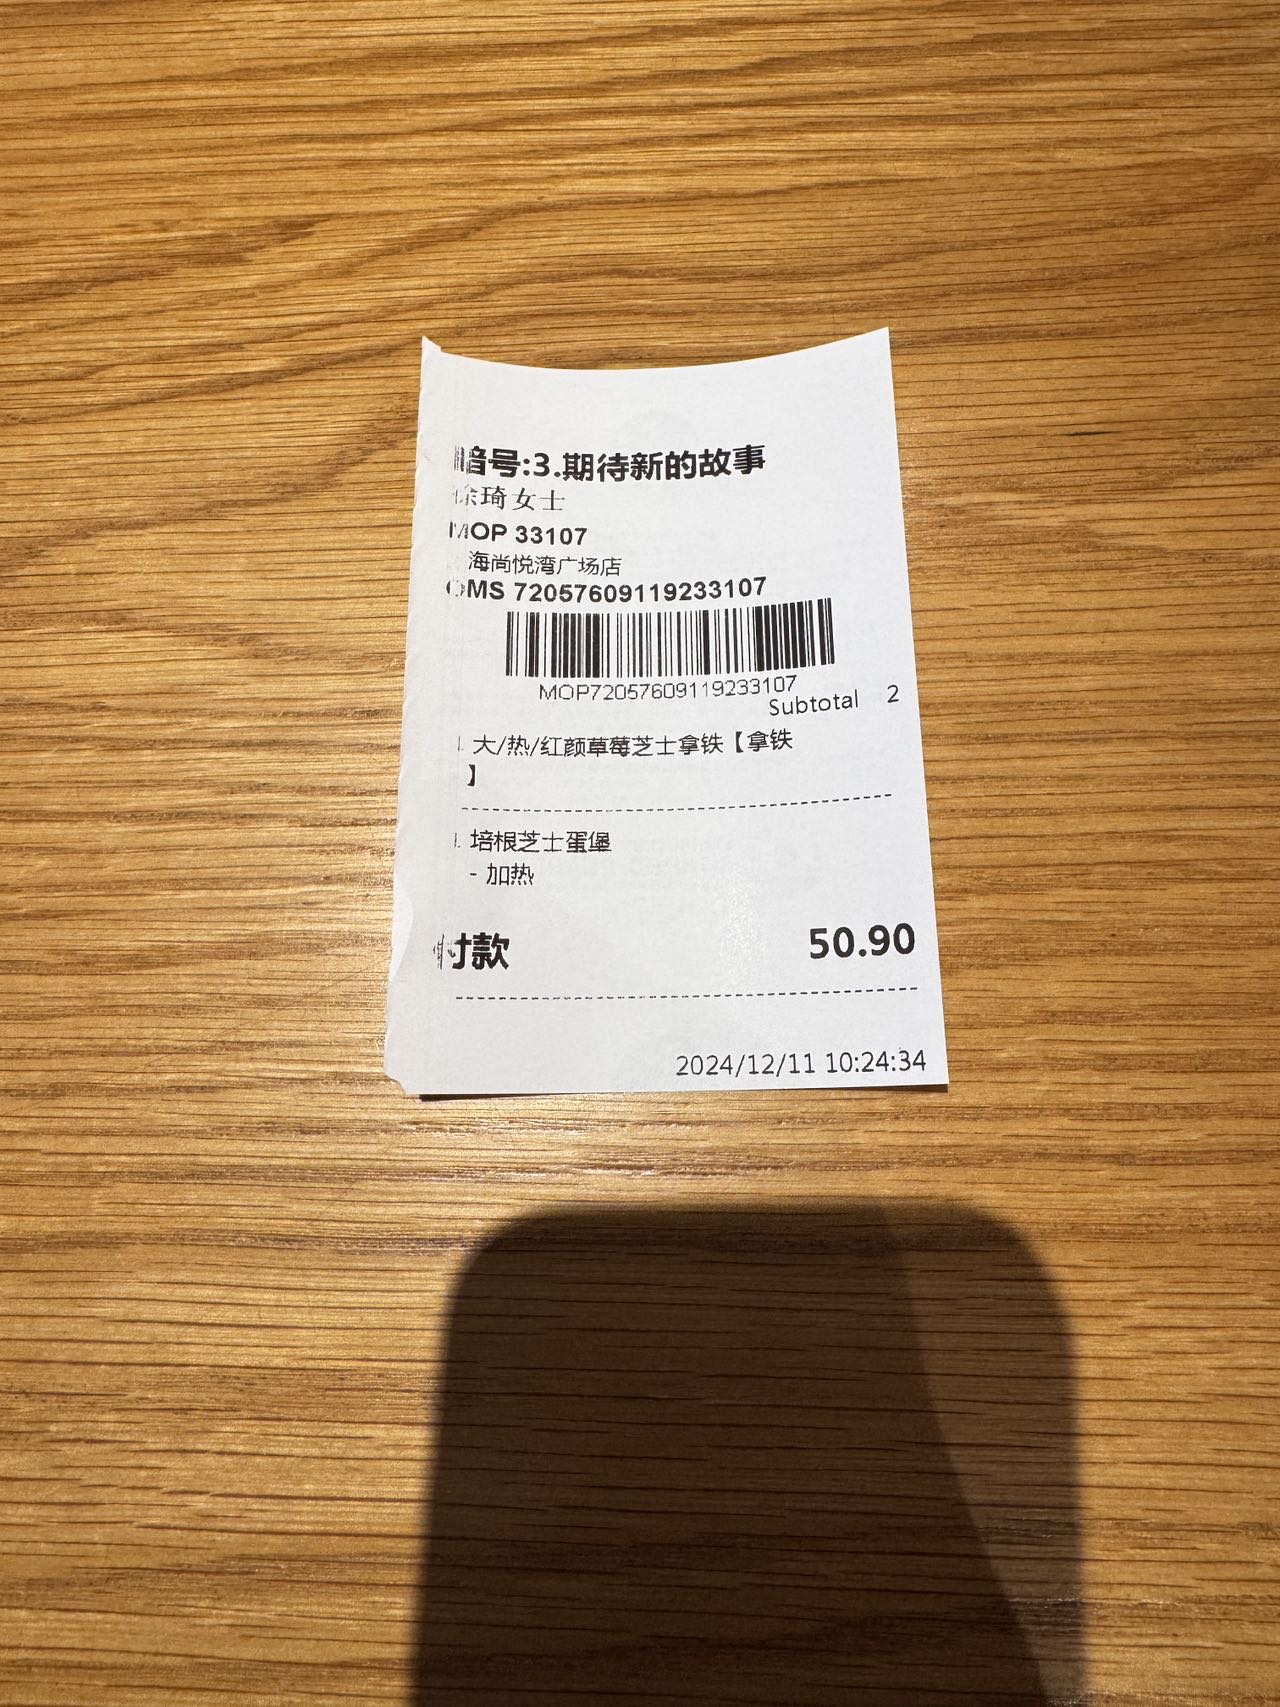 暗号:3.期待新的故事
徐琦女士
MOP 33107
海尚悦湾广场店
OMS 72057609119233107
MOP72057609119233107
Subtotal 2
1 大/热/红颜草莓芝士拿铁【拿铁
】
1 培根芝士蛋堡
- 加热
付款 50.90
2024/12/11 10:24:34